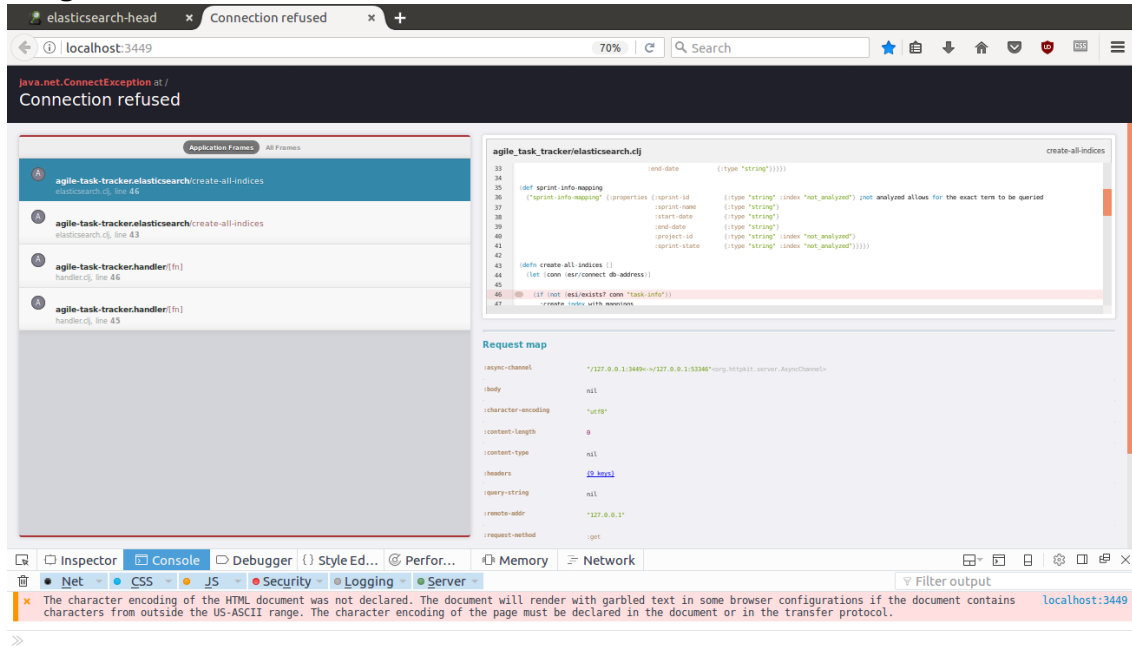 elasticsearch-head × Connection refused × +
localhost:3449 70% Search
java.net.ConnectException at /
Connection refused
Application Frames All Frames
A agile-task-tracker.elasticsearch/create-all-indices
elasticsearch.clj, line 46
A agile-task-tracker.elasticsearch/create-all-indices
elasticsearch.clj, line 43
A agile-task-tracker.handler/[fn]
handler.clj, line 46
A agile-task-tracker.handler/[fn]
handler.clj, line 45
agile_task_tracker/elasticsearch.clj create-all-indices
33 :end-date {:type "string"}}}})
34
35 (def sprint-info-mapping
36 {"sprint-info-mapping" {:properties {:sprint-id {:type "string" :index "not_analyzed"} ;not analyzed allows for the exact term to be queried
37 :sprint-name {:type "string"}
38 :start-date {:type "string"}
39 :end-date {:type "string"}
40 :project-id {:type "string" :index "not_analyzed"}
41 :sprint-state {:type "string" :index "not_analyzed"}}}})
42
43 (defn create-all-indices []
44 (let [conn (esr/connect db-address)]
45
46 (if (not (esi/exists? conn "task-info"))
47 ;create index with mappings
Request map
:async-channel "/127.0.0.1:3449<->/127.0.0.1:53346"<org.httpkit.server.AsyncChannel>
:body nil
:character-encoding "utf8"
:content-length 0
:content-type nil
:headers {9 keys}
:query-string nil
:remote-addr "127.0.0.1"
:request-method :get
Inspector Console Debugger {} Style Ed... Perfor... Memory Network
Net CSS JS Security Logging Server Filter output
× The character encoding of the HTML document was not declared. The document will render with garbled text in some browser configurations if the document contains localhost:3449
characters from outside the US-ASCII range. The character encoding of the page must be declared in the document or in the transfer protocol.